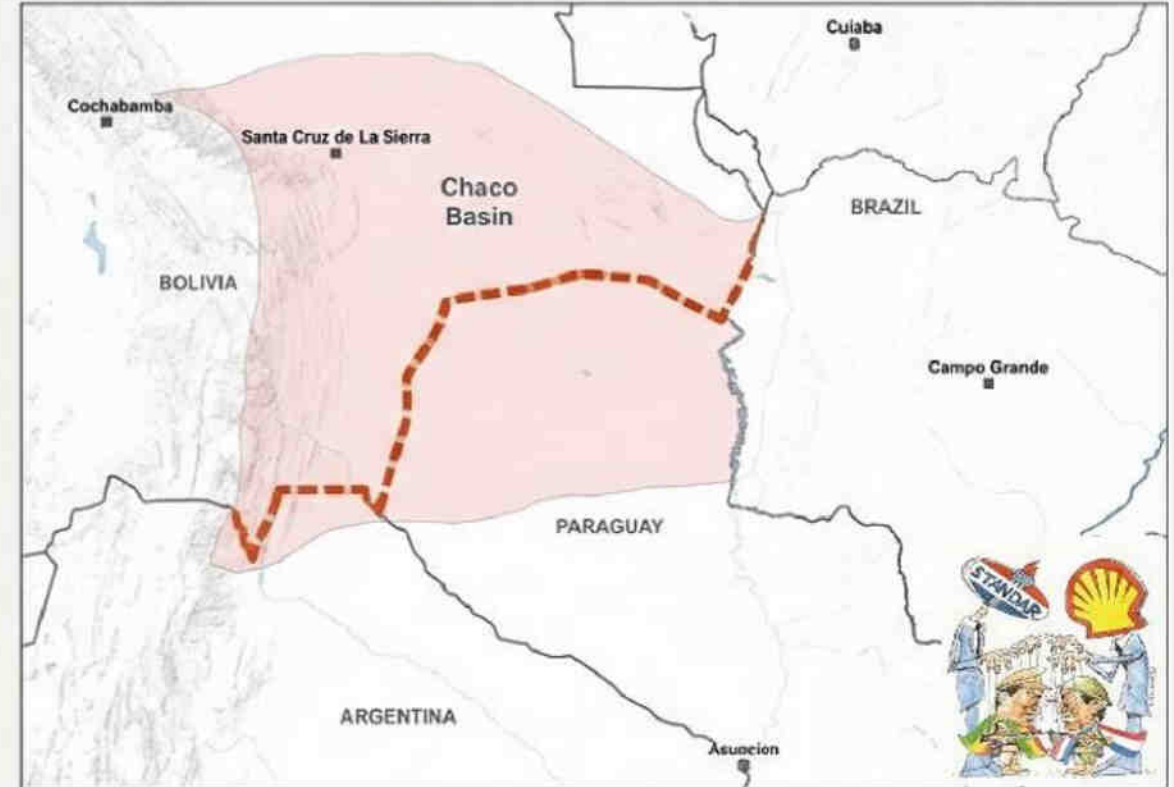 Cuiaba
Cochabamba
Santa Cruz de La Sierra
Chaco
Basin
BRAZIL
BOLIVIA
Campo Grande
PARAGUAY
STANDAR
ARGENTINA
Asuncion